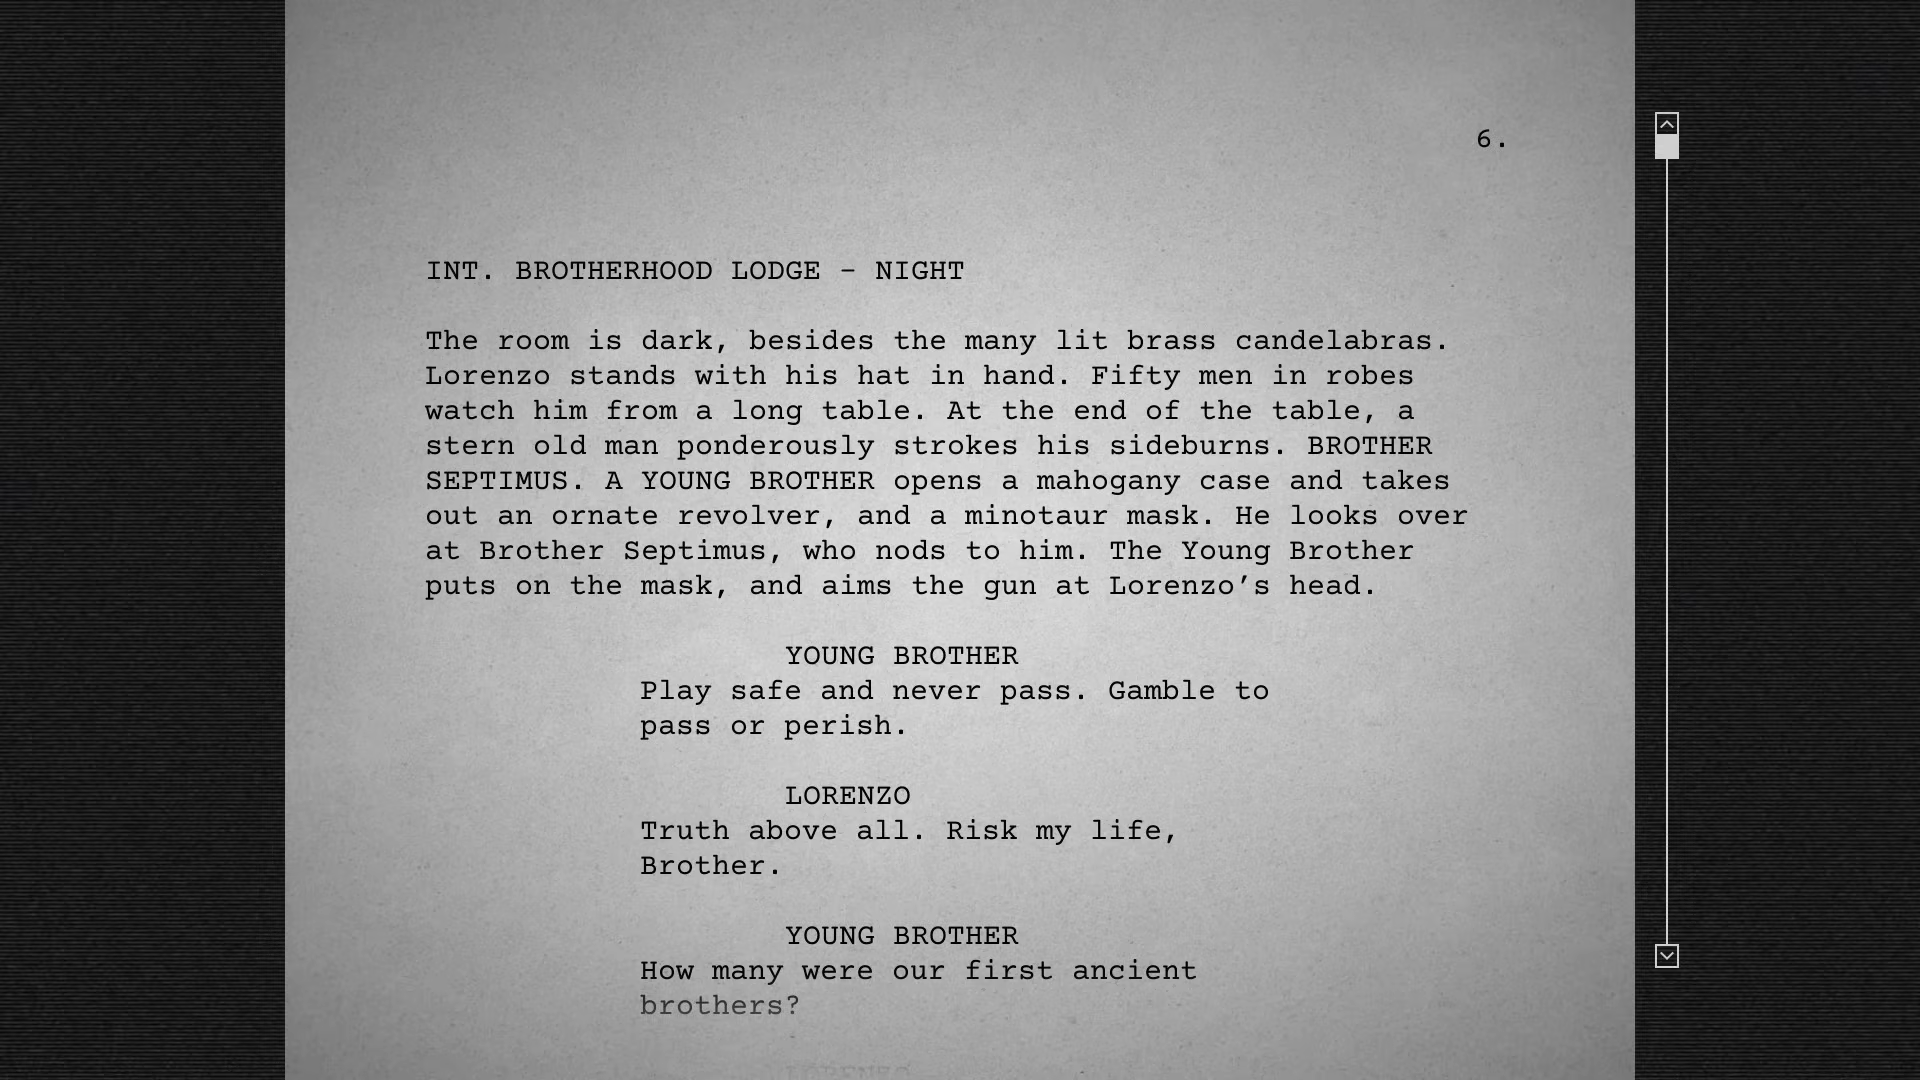 6.
INT. BROTHERHOOD LODGE – NIGHT
The room is dark, besides the many lit brass candelabras.
Lorenzo stands with his hat in hand. Fifty men in robes
watch him from a long table. At the end of the table, a
stern old man ponderously strokes his sideburns. BROTHER
SEPTIMUS. A YOUNG BROTHER opens a mahogany case and takes
out an ornate revolver, and a minotaur mask. He looks over
at Brother Septimus, who nods to him. The Young Brother
puts on the mask, and aims the gun at Lorenzo’s head.
YOUNG BROTHER
Play safe and never pass. Gamble to
pass or perish.
LORENZO
Truth above all. Risk my life,
Brother.
YOUNG BROTHER
How many were our first ancient
brothers?
LORENZO